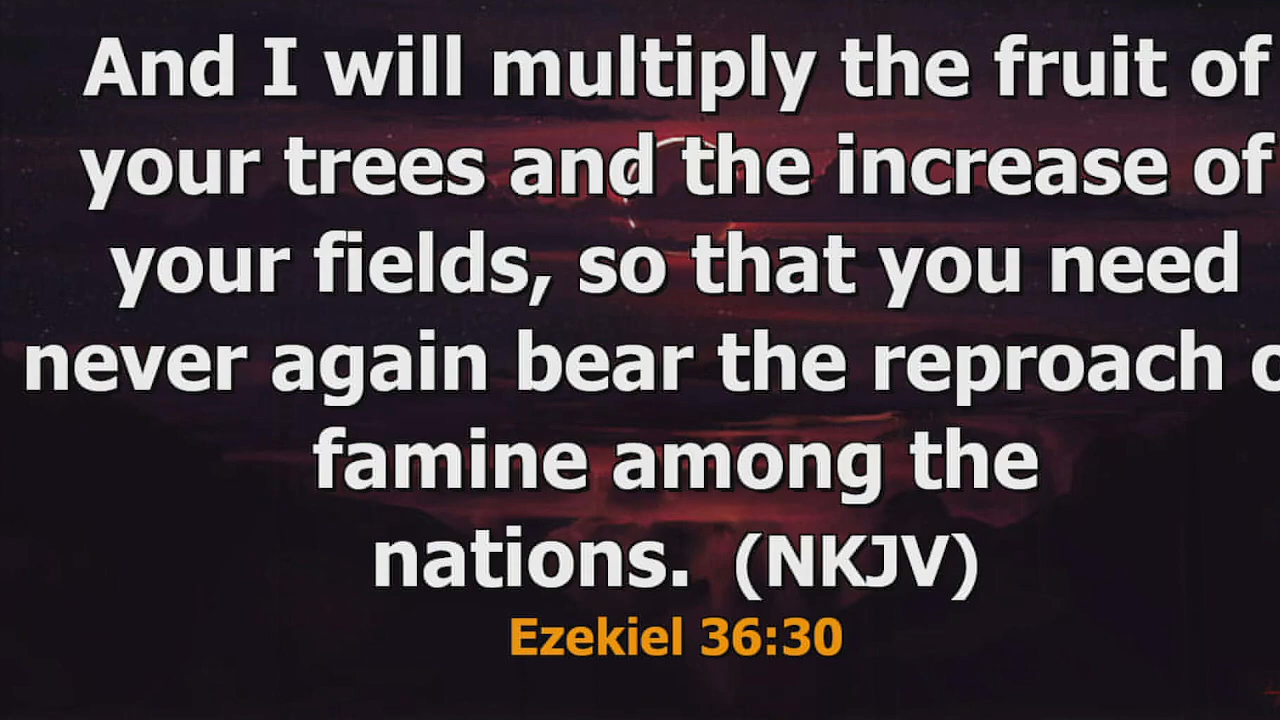 And I will multiply the fruit of
your trees and the increase of
your fields, so that you need
never again bear the reproach
famine among the
nations. (NKJV)
Ezekiel 36:30